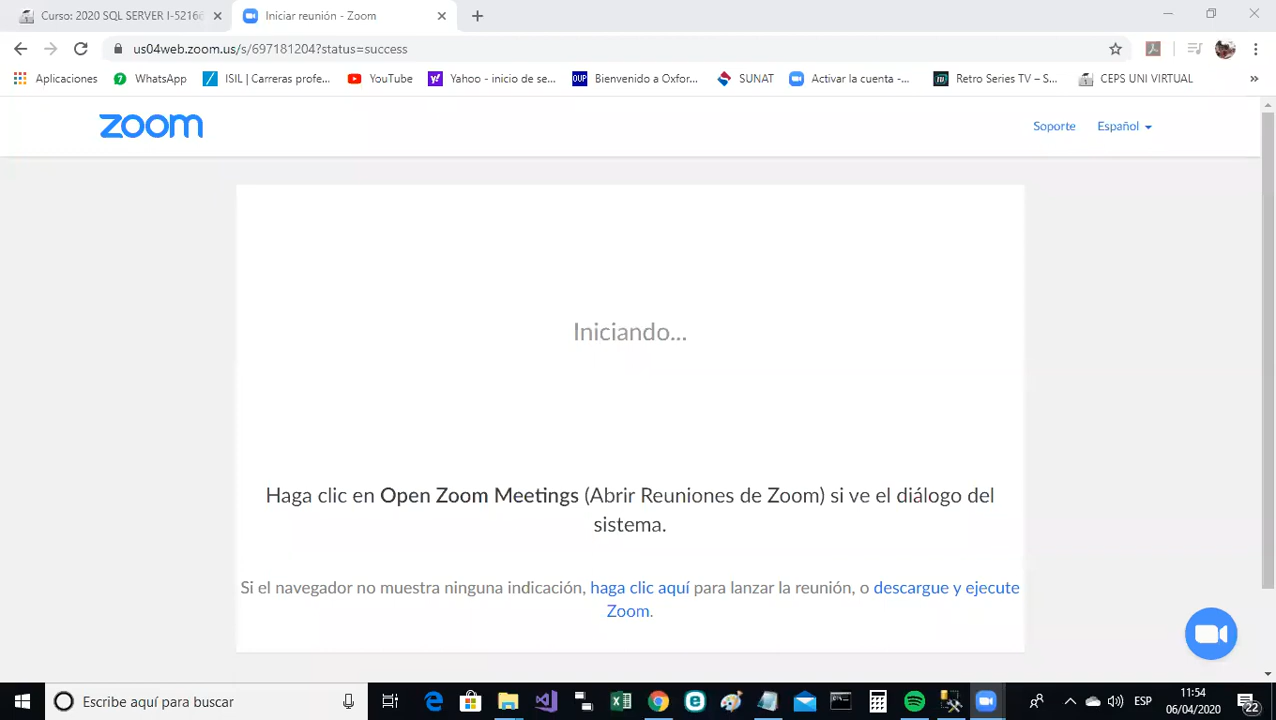 Curso: 2020 SQL SERVER I-5216
Iniciar reunión - Zoom
us04web.zoom.us/s/697181204?status=success
Aplicaciones
WhatsApp
ISIL | Carreras profe...
YouTube
Yahoo - inicio de se...
OUP
Bienvenido a Oxfor...
SUNAT
Activar la cuenta -...
Retro Series TV – S...
CEPS UNI VIRTUAL
»
zoom
Soporte
Español
Iniciando...
Haga clic en Open Zoom Meetings (Abrir Reuniones de Zoom) si ve el diálogo del
sistema.
Si el navegador no muestra ninguna indicación, haga clic aquí para lanzar la reunión, o descargue y ejecute
Zoom.
Escribe aquí para buscar
ESP
11:54
06/04/2020
22